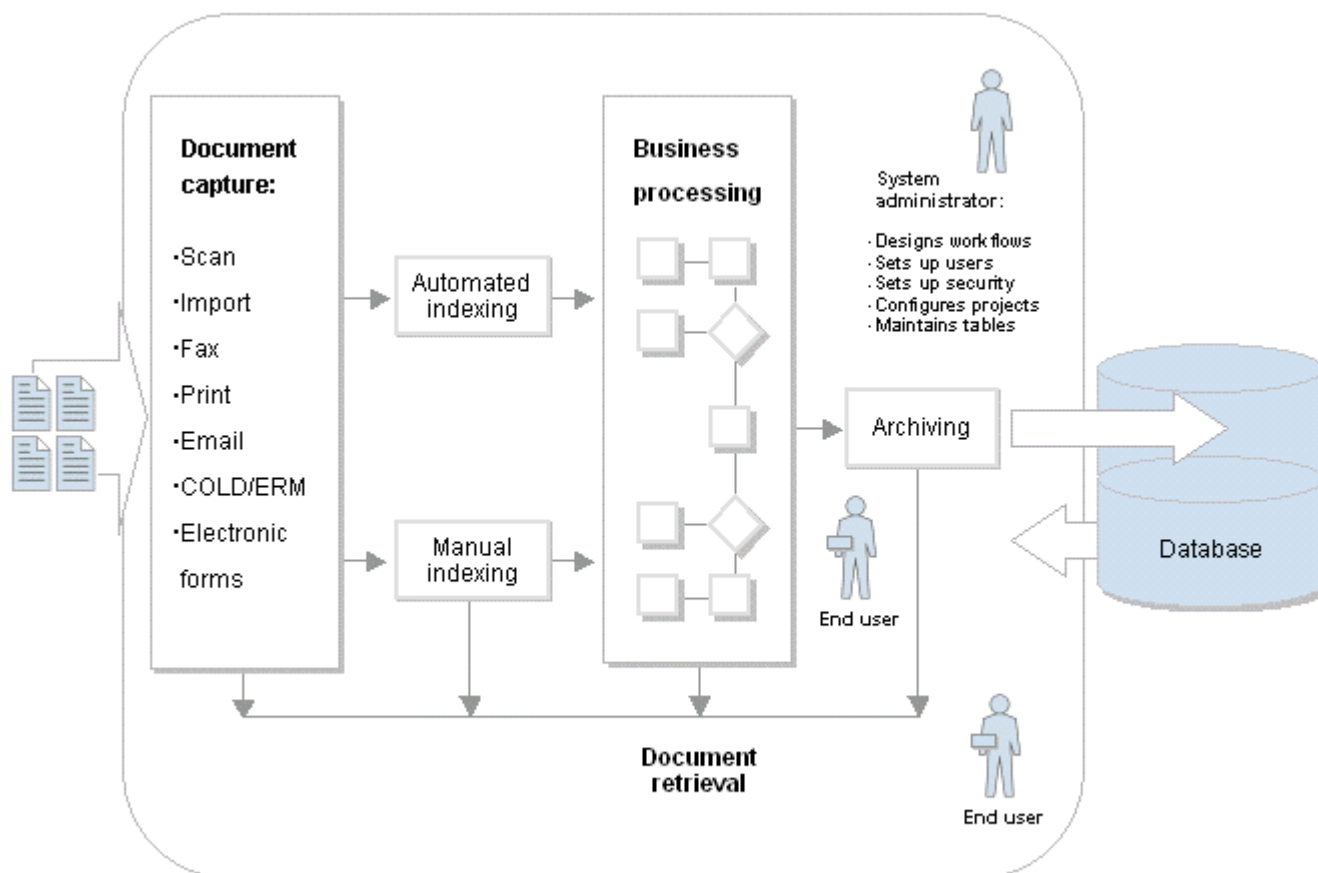 Document
capture:
·Scan
·Import
·Fax
·Print
·Email
·COLD/ERM
·Electronic
forms
Automated
indexing
Manual
indexing
Business
processing
System
administrator:
· Designs workflows
· Sets up users
· Sets up security
· Configures projects
· Maintains tables
Archiving
End user
Database
Document
retrieval
End user